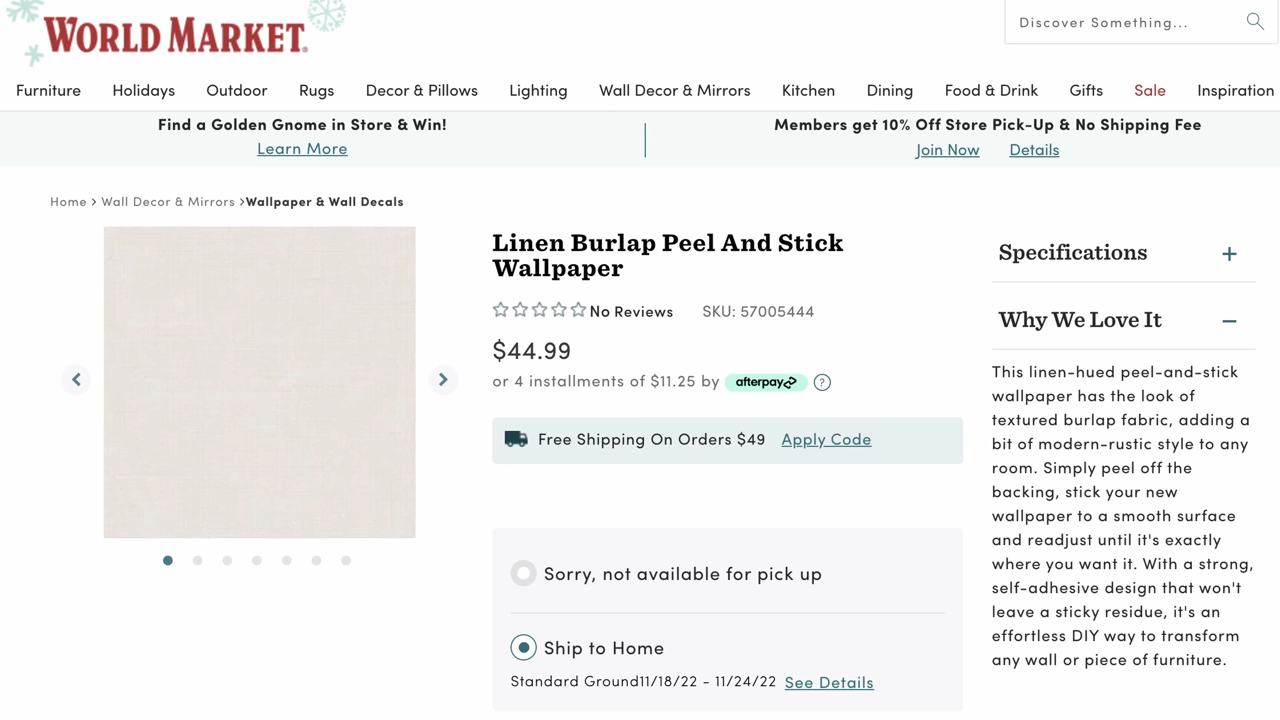 WORLD MARKET.
Discover Something...
Furniture Holidays Outdoor Rugs Decor & Pillows Lighting Wall Decor & Mirrors Kitchen Dining Food & Drink Gifts Sale Inspiration
Find a Golden Gnome in Store & Win!
Learn More
Members get 10% Off Store Pick-Up & No Shipping Fee
Join Now Details
Home > Wall Decor & Mirrors >Wallpaper & Wall Decals
Linen Burlap Peel And Stick
Wallpaper
No Reviews SKU: 57005444
$44.99
or 4 installments of $11.25 by afterpay ?
Free Shipping On Orders $49 Apply Code
Sorry, not available for pick up
Ship to Home
Standard Ground11/18/22 - 11/24/22 See Details
Specifications +
Why We Love It −
This linen-hued peel-and-stick
wallpaper has the look of
textured burlap fabric, adding a
bit of modern-rustic style to any
room. Simply peel off the
backing, stick your new
wallpaper to a smooth surface
and readjust until it's exactly
where you want it. With a strong,
self-adhesive design that won't
leave a sticky residue, it's an
effortless DIY way to transform
any wall or piece of furniture.